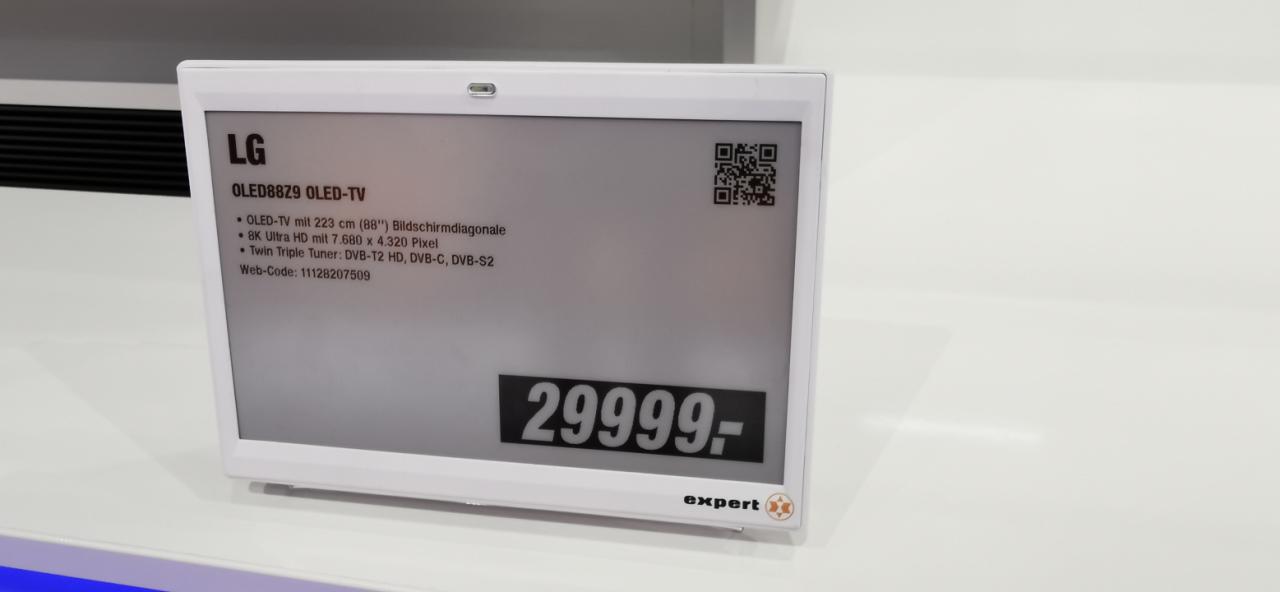 LG
OLED88Z9 OLED-TV
• OLED-TV mit 223 cm (88") Bildschirmdiagonale
• 8K Ultra HD mit 7.680 x 4.320 Pixel
• Twin Triple Tuner: DVB-T2 HD, DVB-C, DVB-S2
Web-Code: 11128207509
29999.-
expert